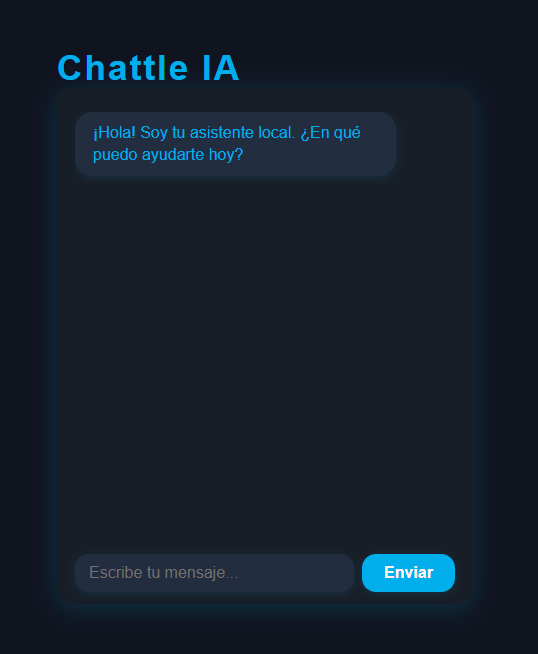 Chattle IA
¡Hola! Soy tu asistente local. ¿En qué
puedo ayudarte hoy?
Escribe tu mensaje...
Enviar